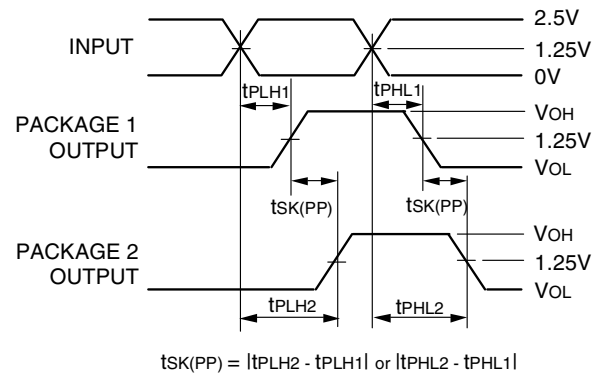 INPUT
2.5V
1.25V
0V
tPLH1
tPHL1
PACKAGE 1
OUTPUT
VOH
1.25V
VOL
tSK(PP)
tSK(PP)
PACKAGE 2
OUTPUT
VOH
1.25V
VOL
tPLH2
tPHL2
tSK(PP) = |tPLH2 - tPLH1| or |tPHL2 - tPHL1|